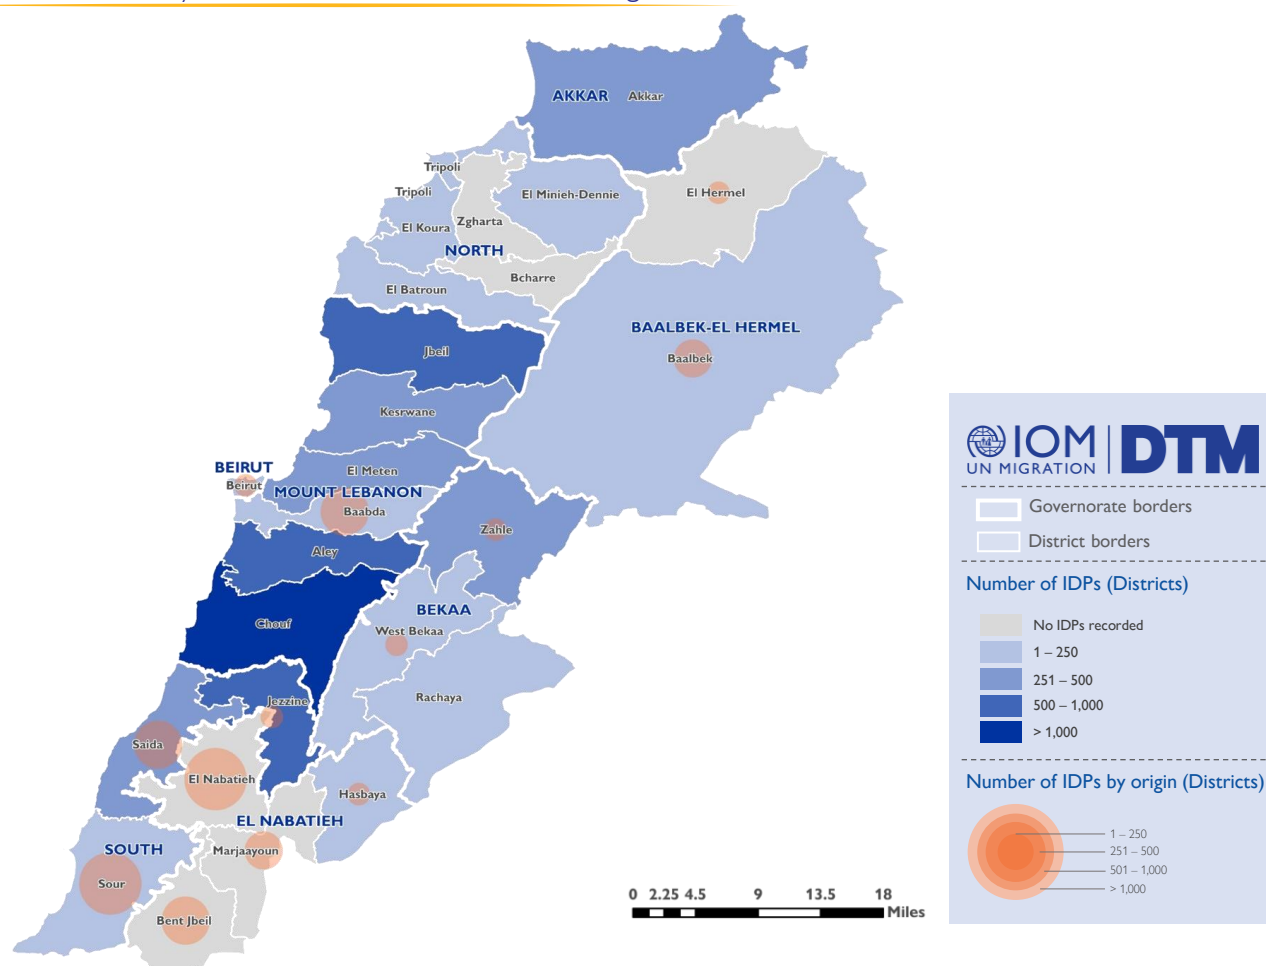 AKKAR
Akkar
Tripoli
Tripoli
El Minieh-Dennie
El Hermel
Zgharta
El Koura
NORTH
Bcharre
El Batroun
BAALBEK-EL HERMEL
Jbeil
Baalbek
Kesrwane
BEIRUT
Beirut
El Meten
MOUNT LEBANON
Baabda
Zahle
Aley
BEKAA
Chouf
West Bekaa
Rachaya
Jezzine
Saida
El Nabatieh
Hasbaya
EL NABATIEH
SOUTH
Marjaayoun
Sour
Bent Jbeil
0 2.25 4.5 9 13.5 18
Miles
IOM
UN MIGRATION
DTM
Governorate borders
District borders
Number of IDPs (Districts)
No IDPs recorded
1 – 250
251 – 500
500 – 1,000
> 1,000
Number of IDPs by origin (Districts)
1 – 250
251 – 500
501 – 1,000
> 1,000